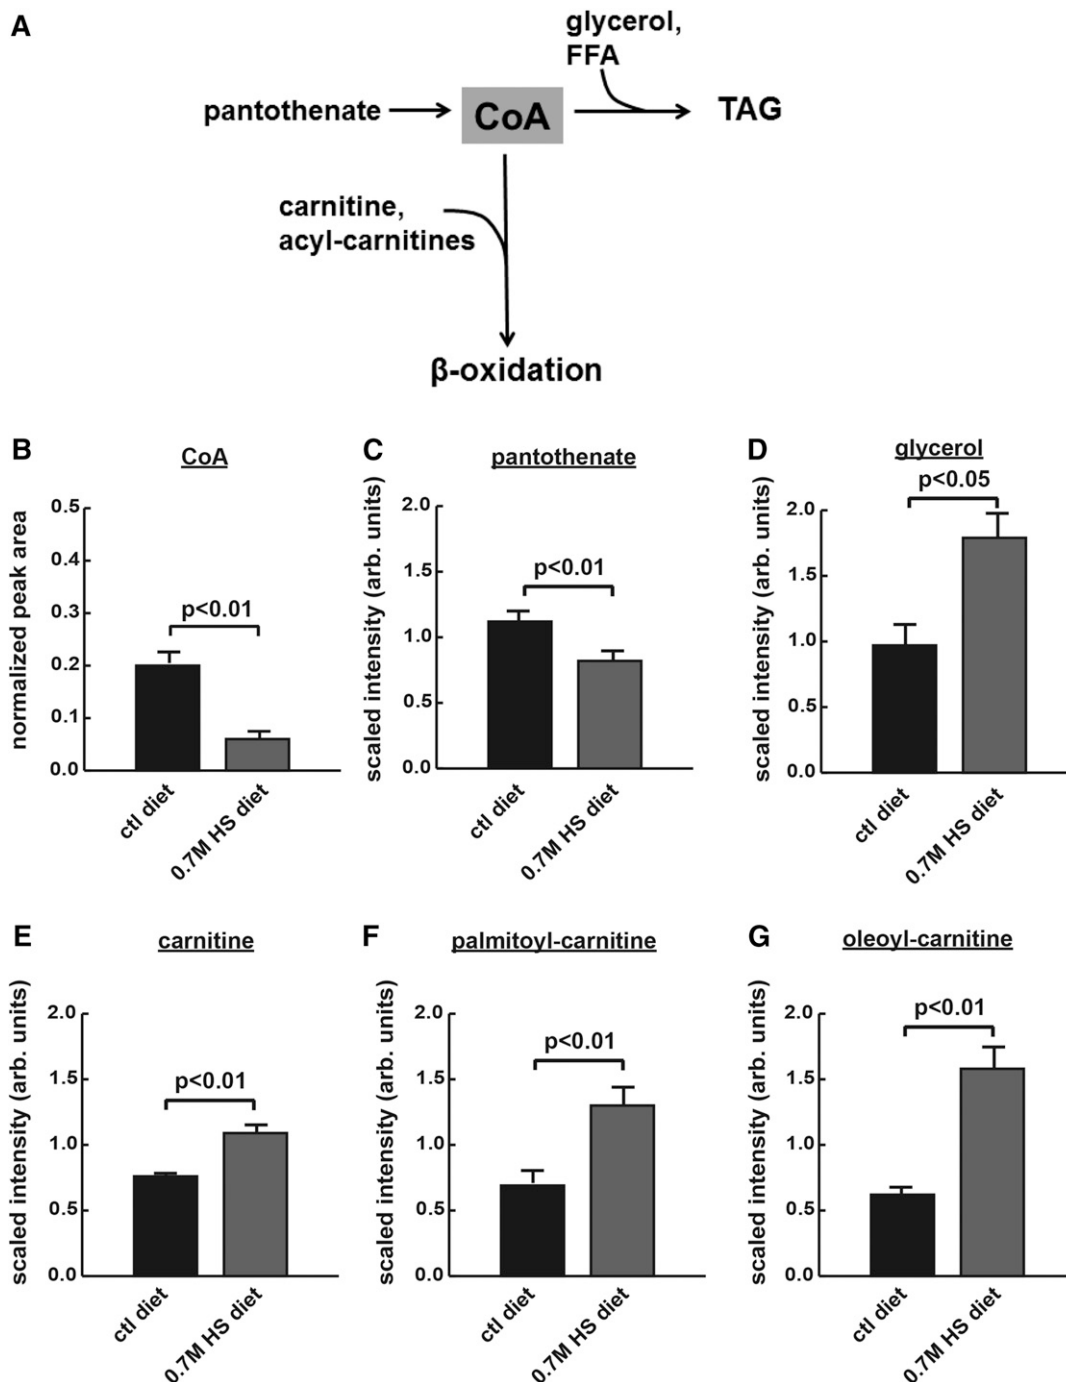 A
glycerol,
FFA
pantothenate
CoA
TAG
carnitine,
acyl-carnitines
β-oxidation
B
CoA
normalized peak area
0.5
0.4
0.3
0.2
0.1
0.0
p<0.01
ctl diet
0.7M HS diet
C
pantothenate
scaled intensity (arb. units)
2.0
1.5
1.0
0.5
0.0
p<0.01
ctl diet
0.7M HS diet
D
glycerol
scaled intensity (arb. units)
p<0.05
2.0
1.5
1.0
0.5
0.0
ctl diet
0.7M HS diet
E
carnitine
scaled intensity (arb. units)
2.0
1.5
1.0
0.5
0.0
p<0.01
ctl diet
0.7M HS diet
F
palmitoyl-carnitine
scaled intensity (arb. units)
2.0
1.5
1.0
0.5
0.0
p<0.01
ctl diet
0.7M HS diet
G
oleoyl-carnitine
scaled intensity (arb. units)
2.0
1.5
1.0
0.5
0.0
p<0.01
ctl diet
0.7M HS diet